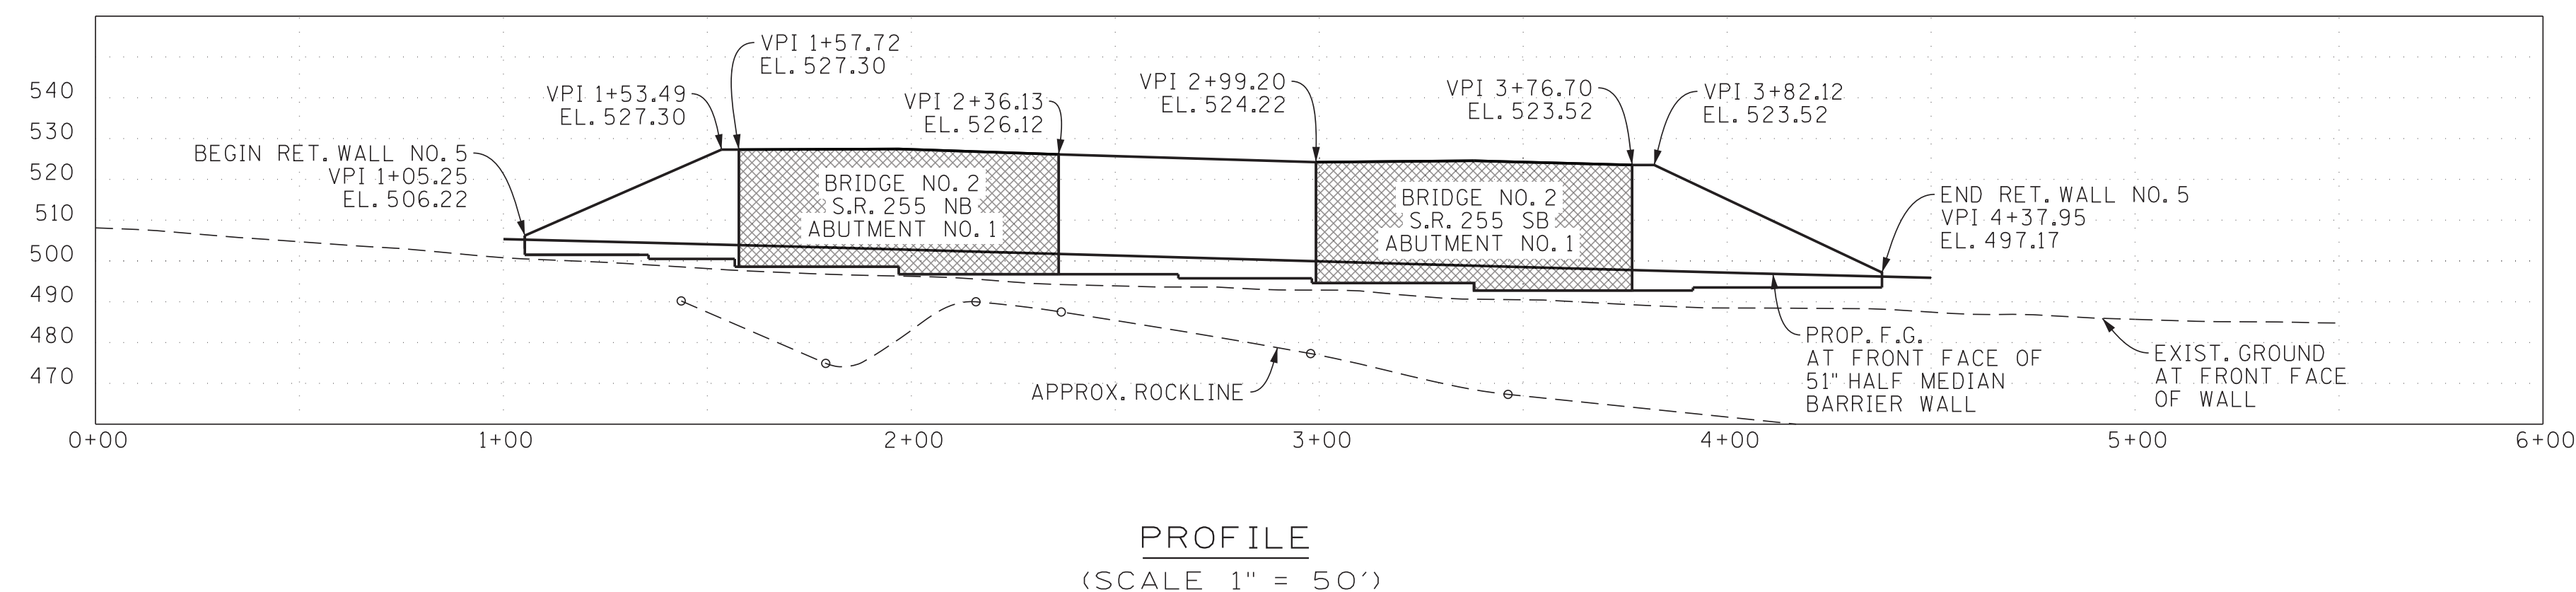 VPI 1+57.72
EL. 527.30
VPI 1+53.49
EL. 527.30
VPI 2+36.13
EL. 526.12
VPI 2+99.20
EL. 524.22
VPI 3+76.70
EL. 523.52
VPI 3+82.12
EL. 523.52
BEGIN RET. WALL NO. 5
VPI 1+05.25
EL. 506.22
END RET. WALL NO. 5
VPI 4+37.95
EL. 497.17
BRIDGE NO. 2
S.R. 255 NB
ABUTMENT NO. 1
BRIDGE NO. 2
S.R. 255 SB
ABUTMENT NO. 1
540
530
520
510
500
490
480
470
APPROX. ROCKLINE
PROP. F.G.
AT FRONT FACE OF
51" HALF MEDIAN
BARRIER WALL
EXIST. GROUND
AT FRONT FACE
OF WALL
0+00
1+00
2+00
3+00
4+00
5+00
6+00
PROFILE
(SCALE 1" = 50')